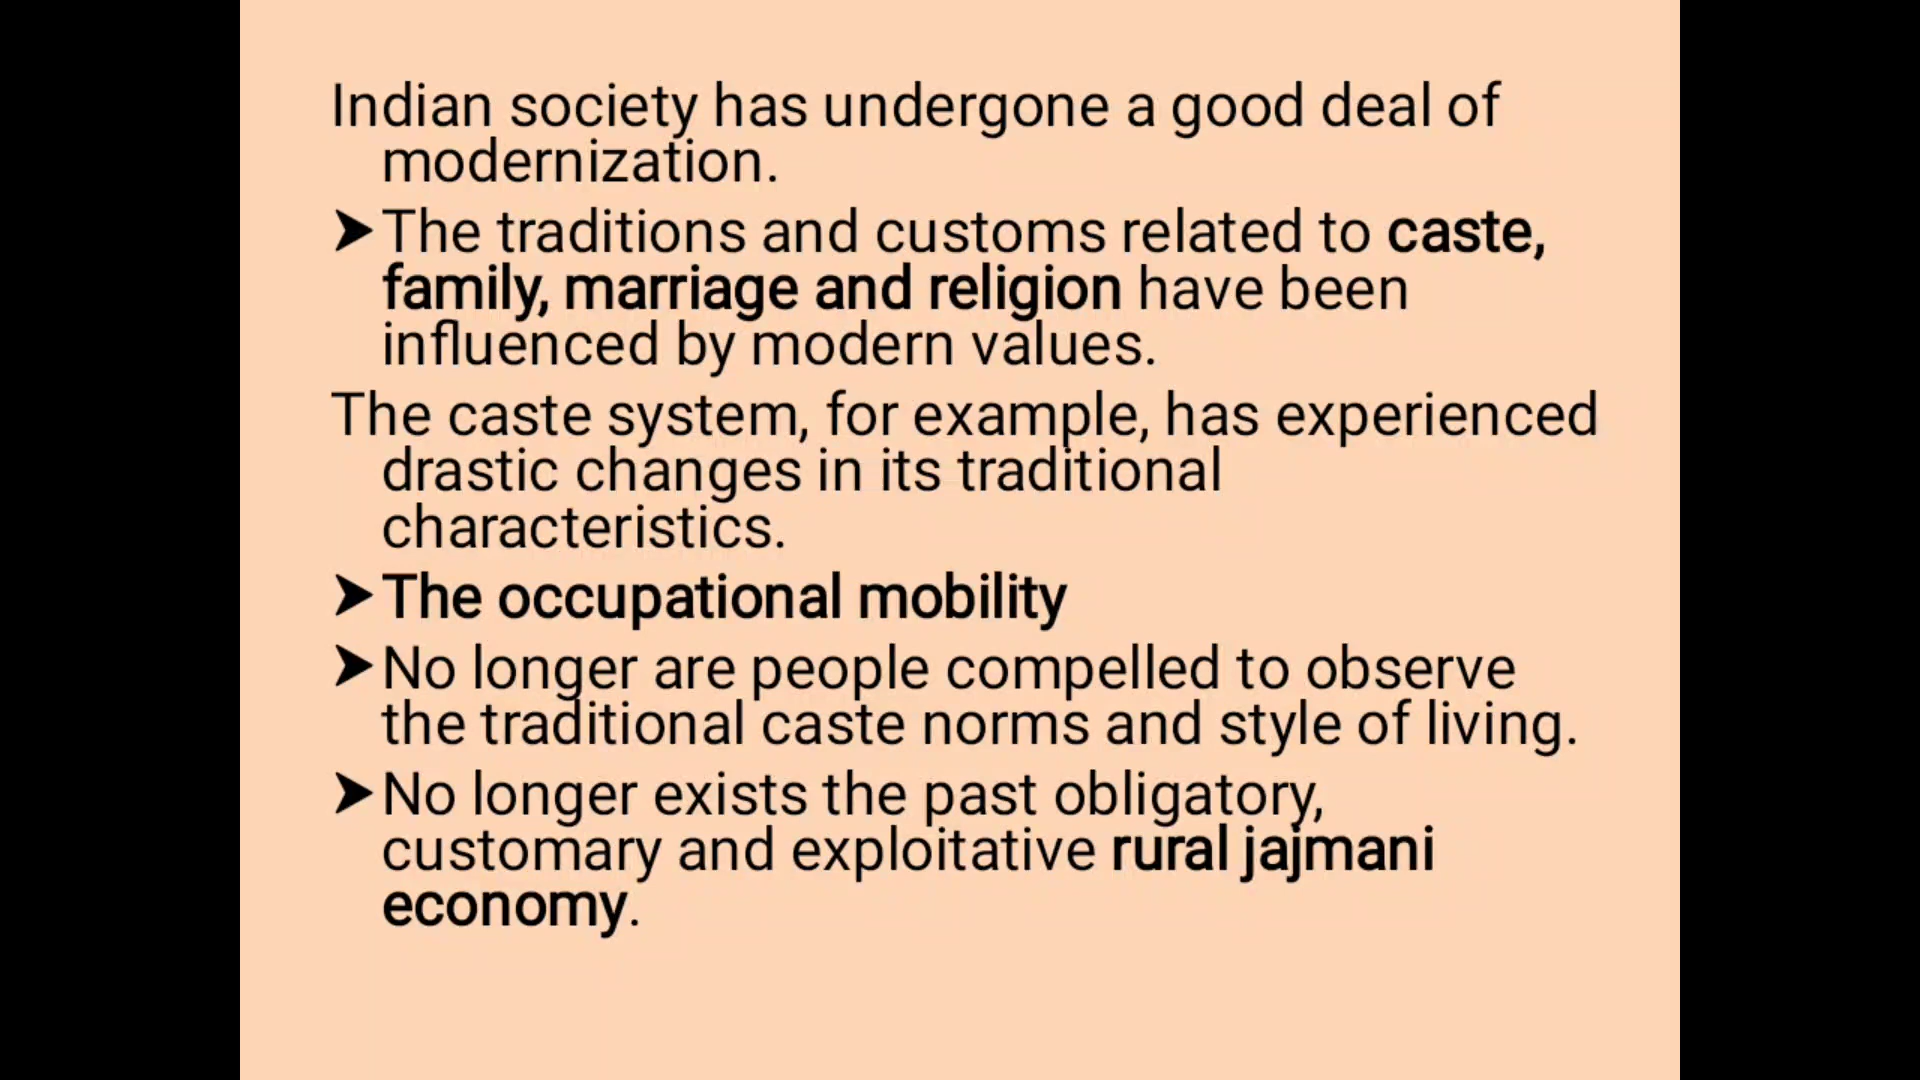 Indian society has undergone a good deal of
modernization.
➤The traditions and customs related to caste,
family, marriage and religion have been
influenced by modern values.
The caste system, for example, has experienced
drastic changes in its traditional
characteristics.
➤The occupational mobility
➤No longer are people compelled to observe
the traditional caste norms and style of living.
➤No longer exists the past obligatory,
customary and exploitative rural jajmani
economy.